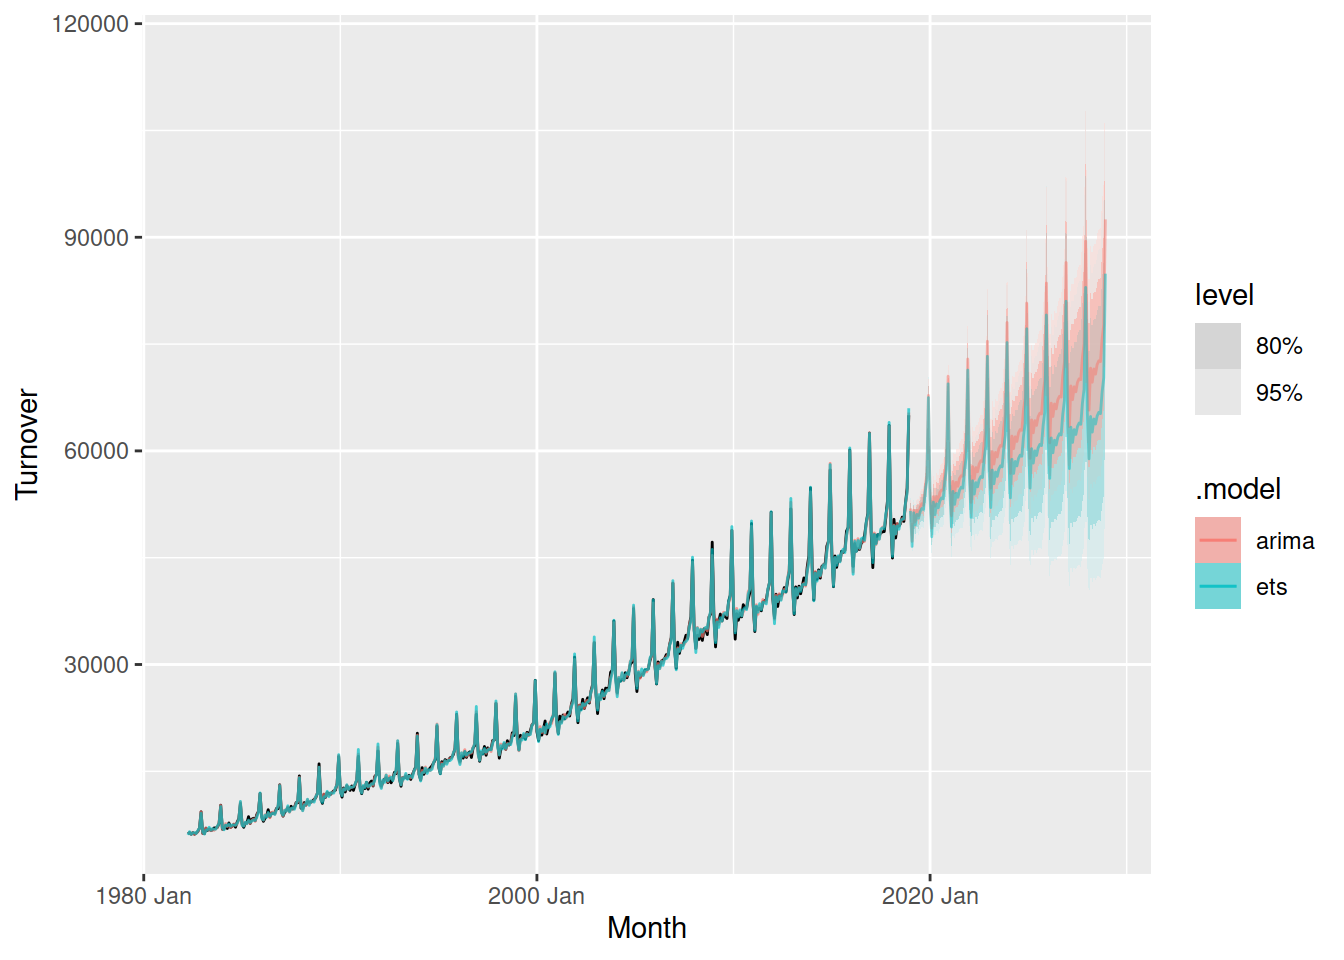 120000
90000
60000
30000
Turnover
1980 Jan
2000 Jan
2020 Jan
Month
level
80%
95%
.model
arima
ets